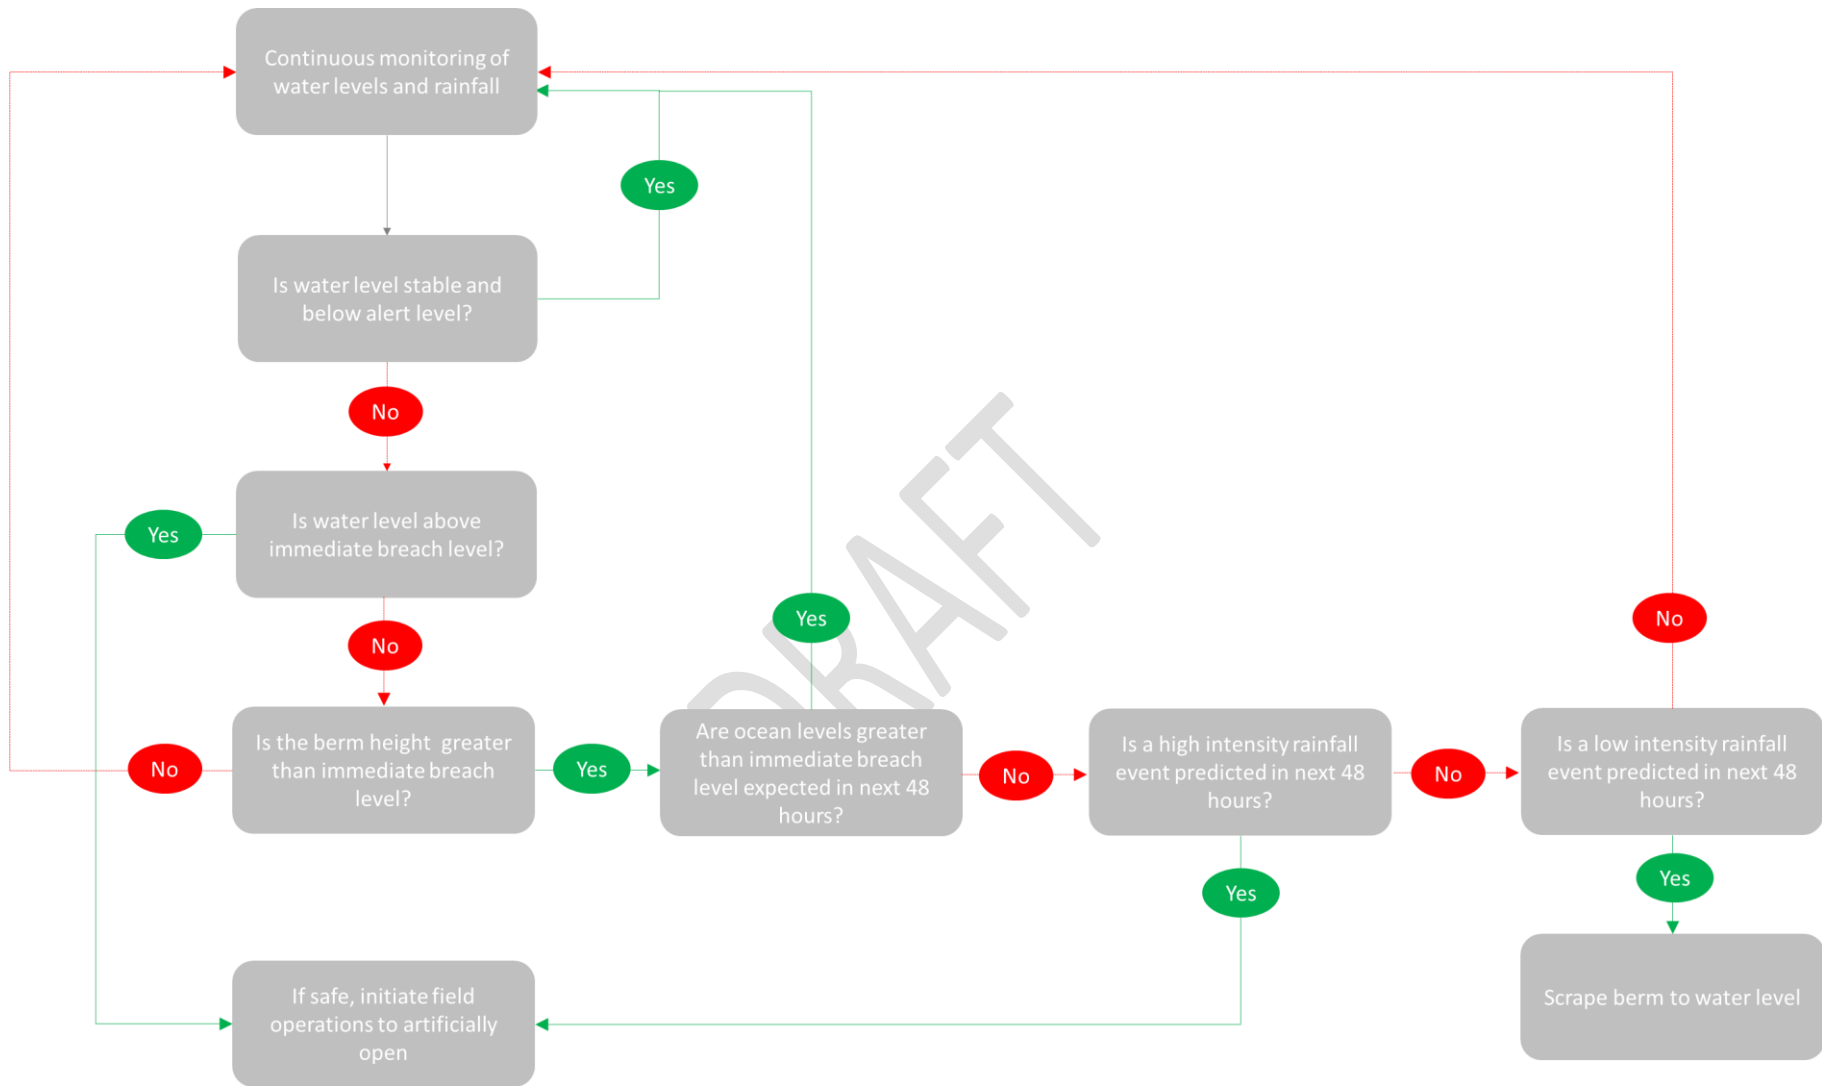 Continuous monitoring of
water levels and rainfall
Yes
Is water level stable and
below alert level?
No
Is water level above
immediate breach level?
Yes
No
Yes
No
Is the berm height greater
than immediate breach
level?
No
Yes
Are ocean levels greater
than immediate breach
level expected in next 48
hours?
No
Is a high intensity rainfall
event predicted in next 48
hours?
No
Is a low intensity rainfall
event predicted in next 48
hours?
Yes
Yes
If safe, initiate field
operations to artificially
open
Scrape berm to water level
DRAFT